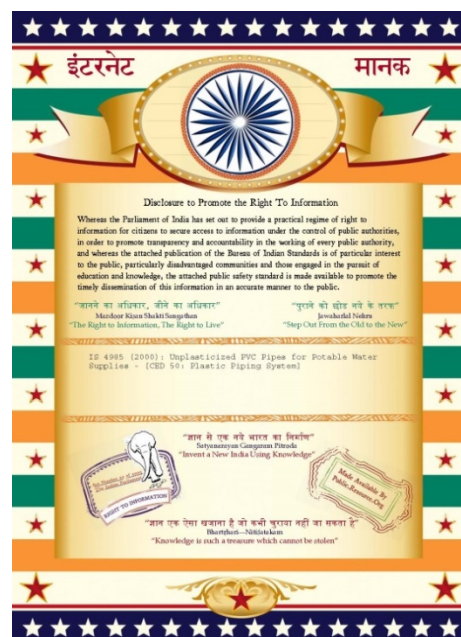 इंटरनेट मानक
Disclosure to Promote the Right To Information
Whereas the Parliament of India has set out to provide a practical regime of right to
information for citizens to secure access to information under the control of public authorities,
in order to promote transparency and accountability in the working of every public authority,
and whereas the attached publication of the Bureau of Indian Standards is of particular interest
to the public, particularly disadvantaged communities and those engaged in the pursuit of
education and knowledge, the attached public safety standard is made available to promote the
timely dissemination of this information in an accurate manner to the public.
"जानने का अधिकार, जीने का अधिकार"
Mazdoor Kisan Shakti Sangathan
"The Right to Information, The Right to Live"
"पुराने को छोड नये के तरफ"
Jawaharlal Nehru
"Step Out From the Old to the New"
IS 4985 (2000): Unplasticized PVC Pipes for Potable Water
Supplies - [CED 50: Plastic Piping System]
"ज्ञान से एक नये भारत का निर्माण"
Satyanarayan Gangaram Pitroda
"Invent a New India Using Knowledge"
RIGHT TO INFORMATION
Made Available By
Public.Resource.Org
"ज्ञान एक ऐसा खजाना है जो कभी चुराया नहीं जा सकता है"
Bhartṛhari—Nītiśatakam
"Knowledge is such a treasure which cannot be stolen"